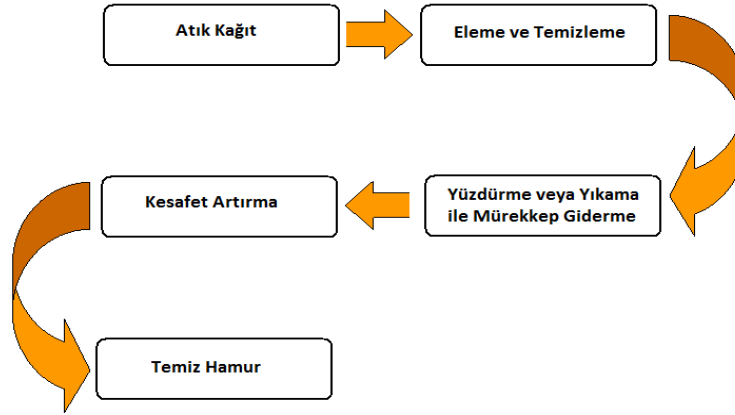 Atık Kağıt
Eleme ve Temizleme
Yüzdürme veya Yıkama
ile Mürekkep Giderme
Kesafet Artırma
Temiz Hamur